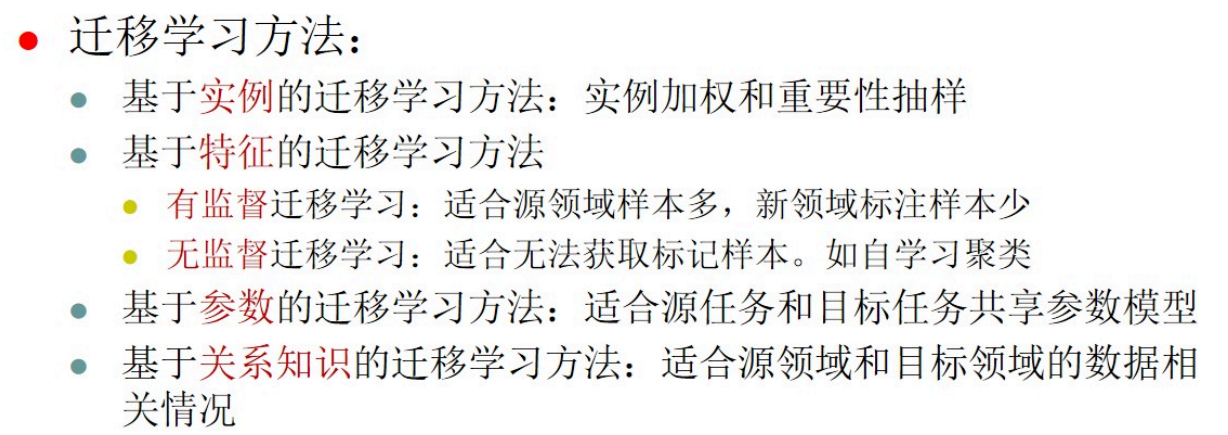 迁移学习方法：
基于实例的迁移学习方法：实例加权和重要性抽样
基于特征的迁移学习方法
有监督迁移学习：适合源领域样本多，新领域标注样本少
无监督迁移学习：适合无法获取标记样本。如自学习聚类
基于参数的迁移学习方法：适合源任务和目标任务共享参数模型
基于关系知识的迁移学习方法：适合源领域和目标领域的数据相
关情况